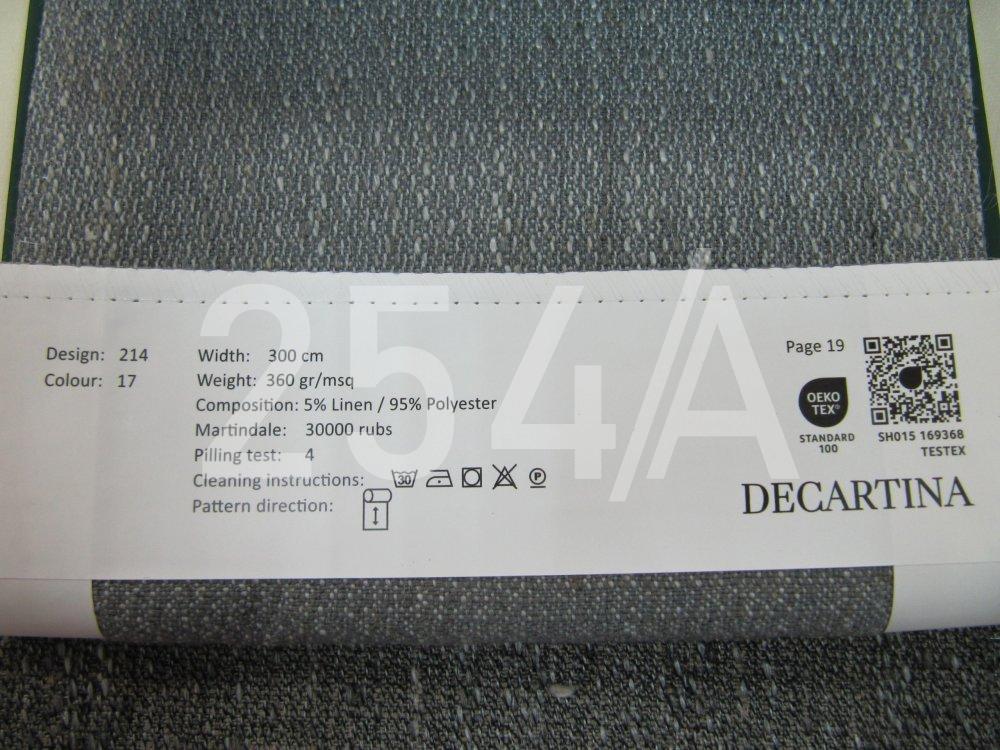 Design: 214
Colour: 17
Width: 300 cm
Weight: 360 gr/msq
Composition: 5% Linen / 95% Polyester
Martindale: 30000 rubs
Pilling test: 4
Cleaning instructions: 30 P
Pattern direction:
Page 19
OEKO
TEX®
STANDARD
100
SH015 169368
TESTEX
DECARTINA
254/A